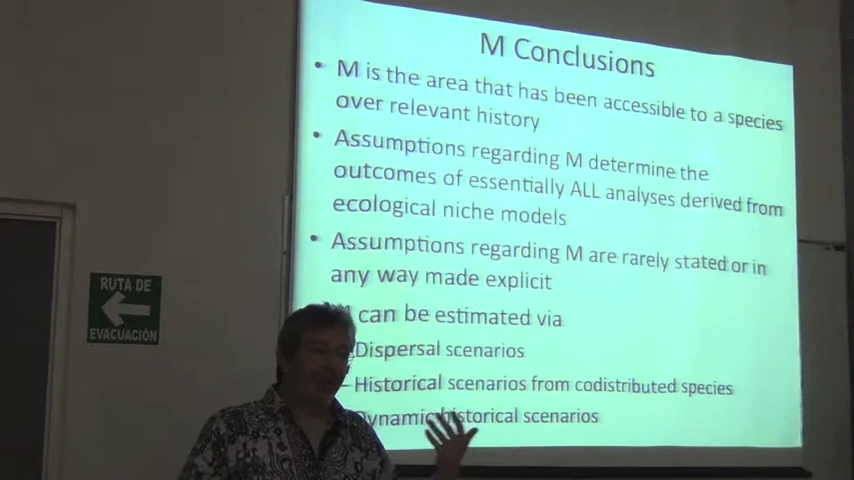 M Conclusions
• M is the area that has been accessible to a species
over relevant history
• Assumptions regarding M determine the
outcomes of essentially ALL analyses derived from
ecological niche models
• Assumptions regarding M are rarely stated or in
any way made explicit
can be estimated via
Dispersal scenarios
– Historical scenarios from codistributed species
Dynamic historical scenarios
RUTA DE
EVACUACIÓN